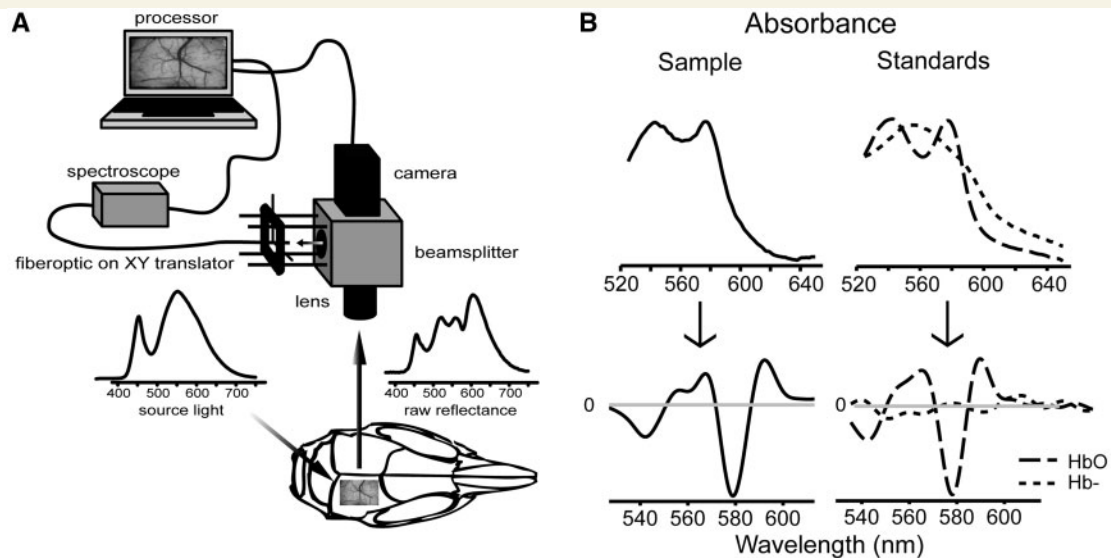 A
processor
spectroscope
camera
fiberoptic on XY translator
beamsplitter
lens
400 500 600 700
source light
400 500 600 700
raw reflectance
B
Absorbance
Sample
Standards
520 560 600 640
520 560 600 640
0
0
HbO
Hb-
540 560 580 600
540 560 580 600
Wavelength (nm)